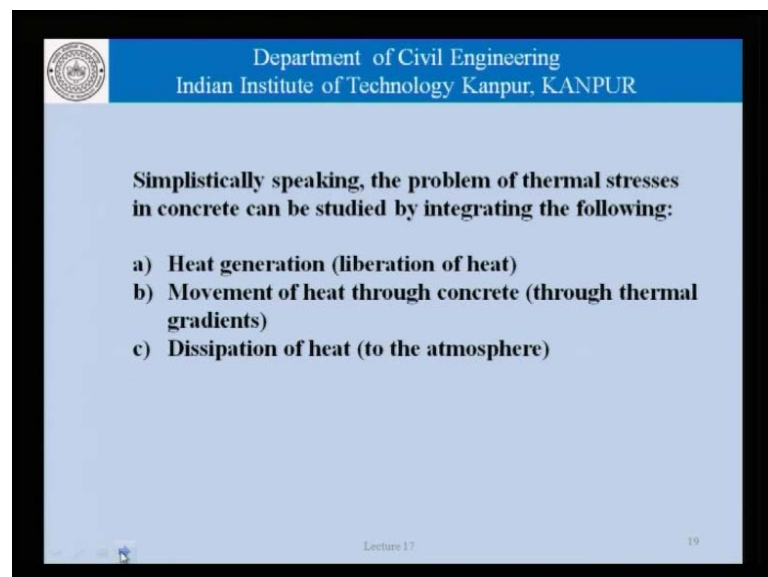 Department of Civil Engineering
Indian Institute of Technology Kanpur, KANPUR
Simplistically speaking, the problem of thermal stresses
in concrete can be studied by integrating the following:
a) Heat generation (liberation of heat)
b) Movement of heat through concrete (through thermal
gradients)
c) Dissipation of heat (to the atmosphere)
Lecture 17
19